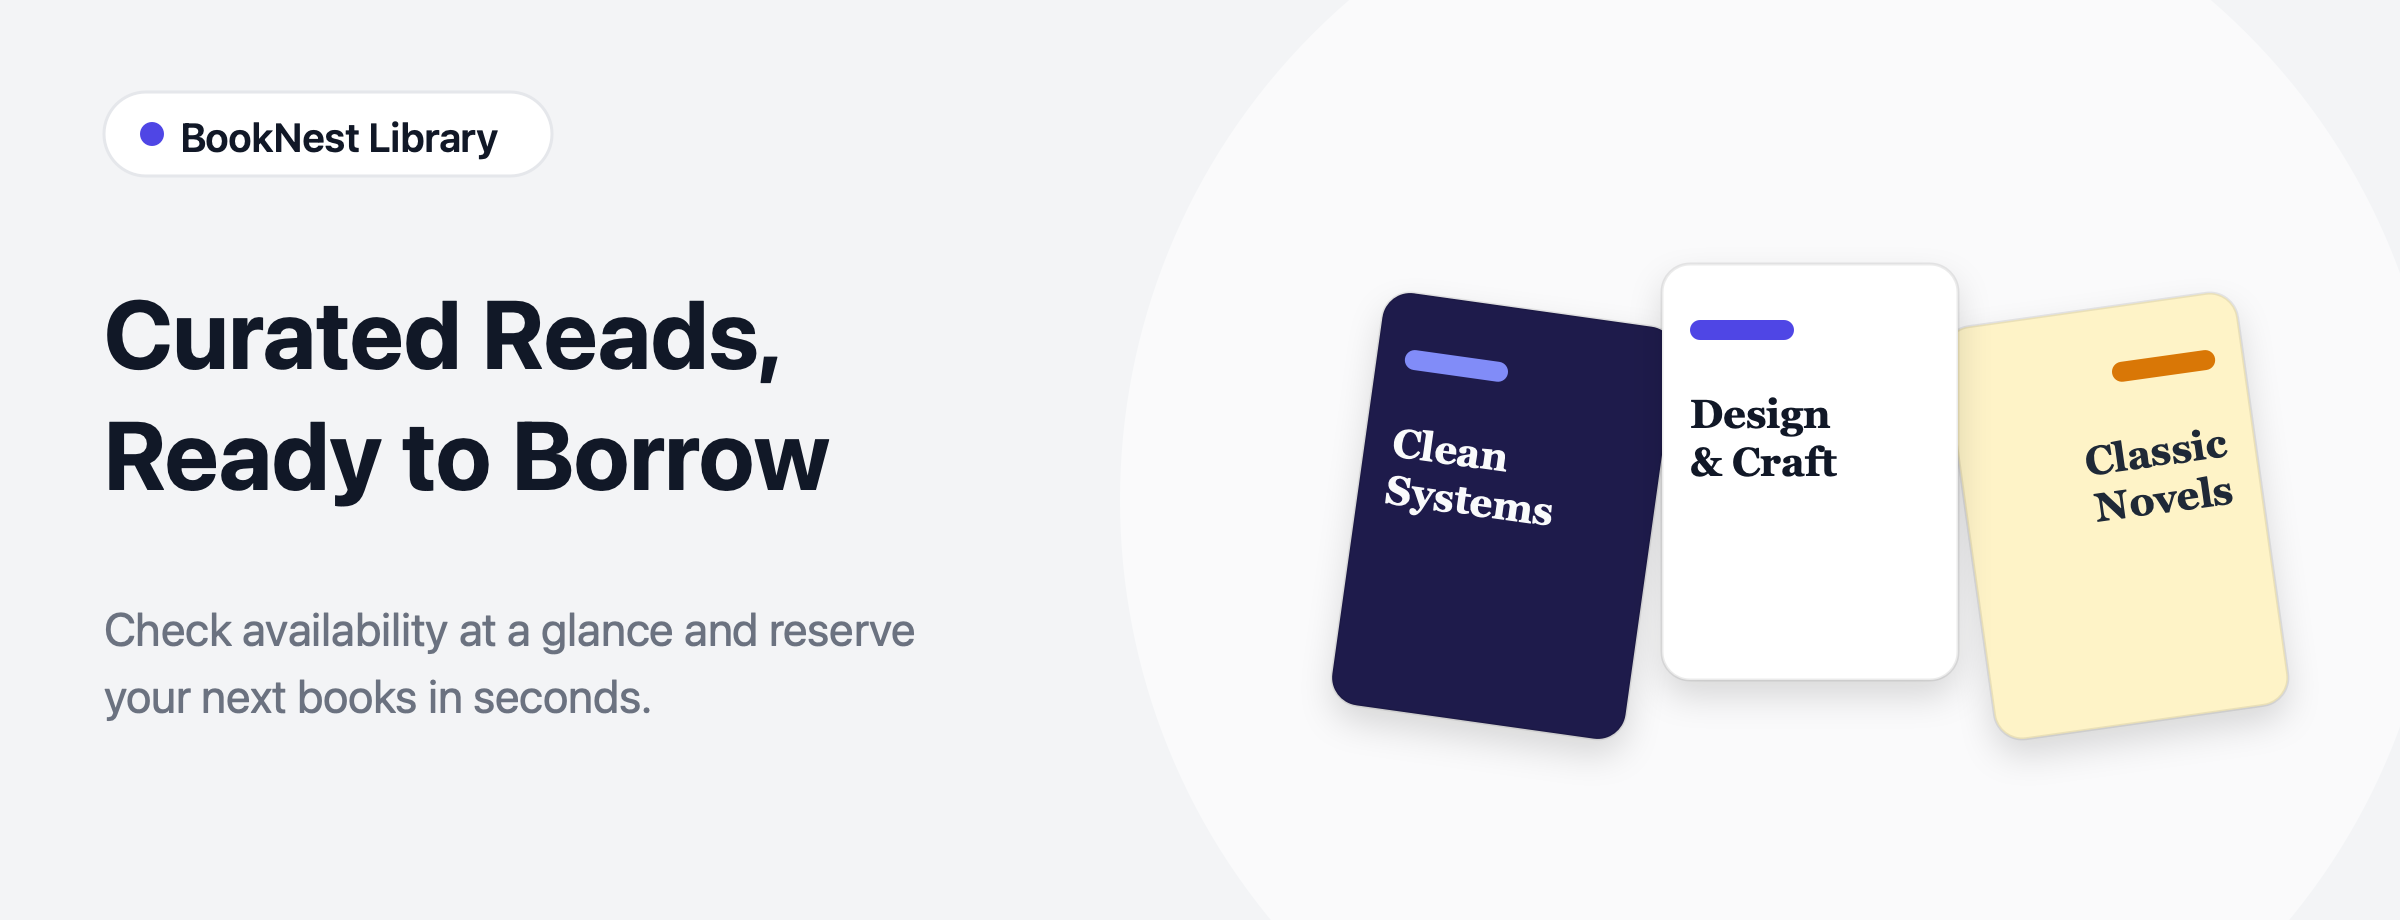 BookNest Library
Curated Reads,
Ready to Borrow
Check availability at a glance and reserve
your next books in seconds.
Clean
Systems
Design
& Craft
Classic
Novels